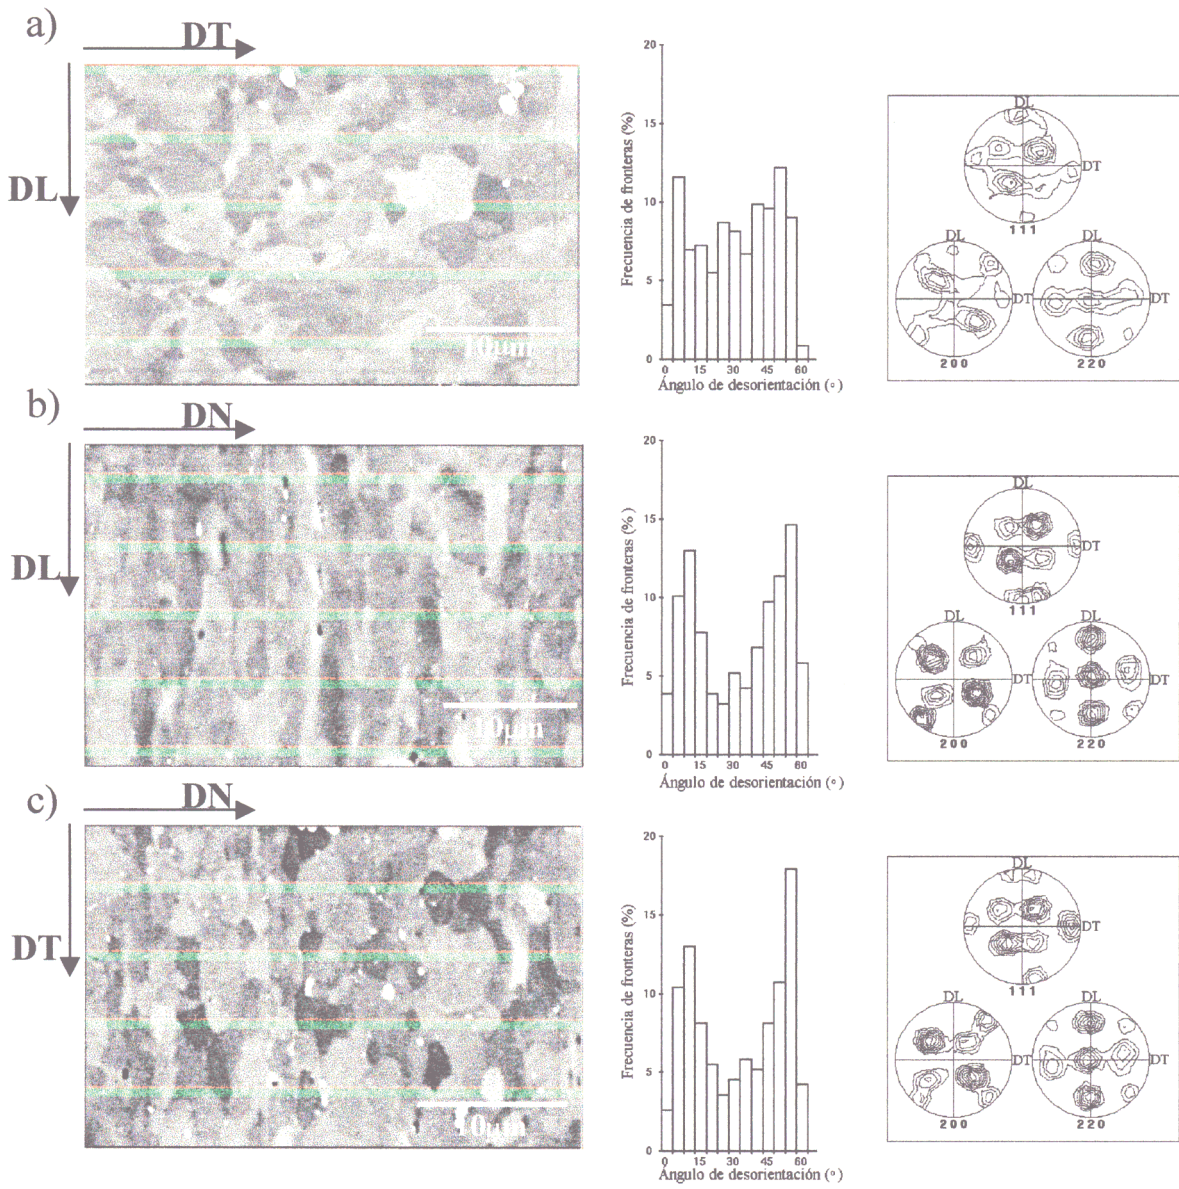 a)
DT
DL
10µm
20
15
10
5
0
Frecuencia de fronteras (%)
0 15 30 45 60
Ángulo de desorientación (°)
DL
DT
111
DL
DT
200
DL
DT
220
b)
DN
DL
10µm
20
15
10
5
0
Frecuencia de fronteras (%)
0 15 30 45 60
Ángulo de desorientación (°)
DL
DT
111
DL
DT
200
DL
DT
220
c)
DN
DT
10µm
20
15
10
5
0
Frecuencia de fronteras (%)
0 15 30 45 60
Ángulo de desorientación (°)
DL
DT
111
DL
DT
200
DL
DT
220